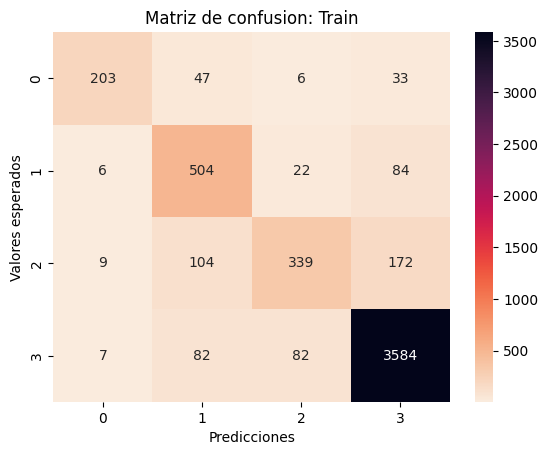 Matriz de confusion: Train
0 203 47 6 33
1 6 504 22 84
2 9 104 339 172
3 7 82 82 3584
0 1 2 3
Predicciones
Valores esperados
3500
3000
2500
2000
1500
1000
500